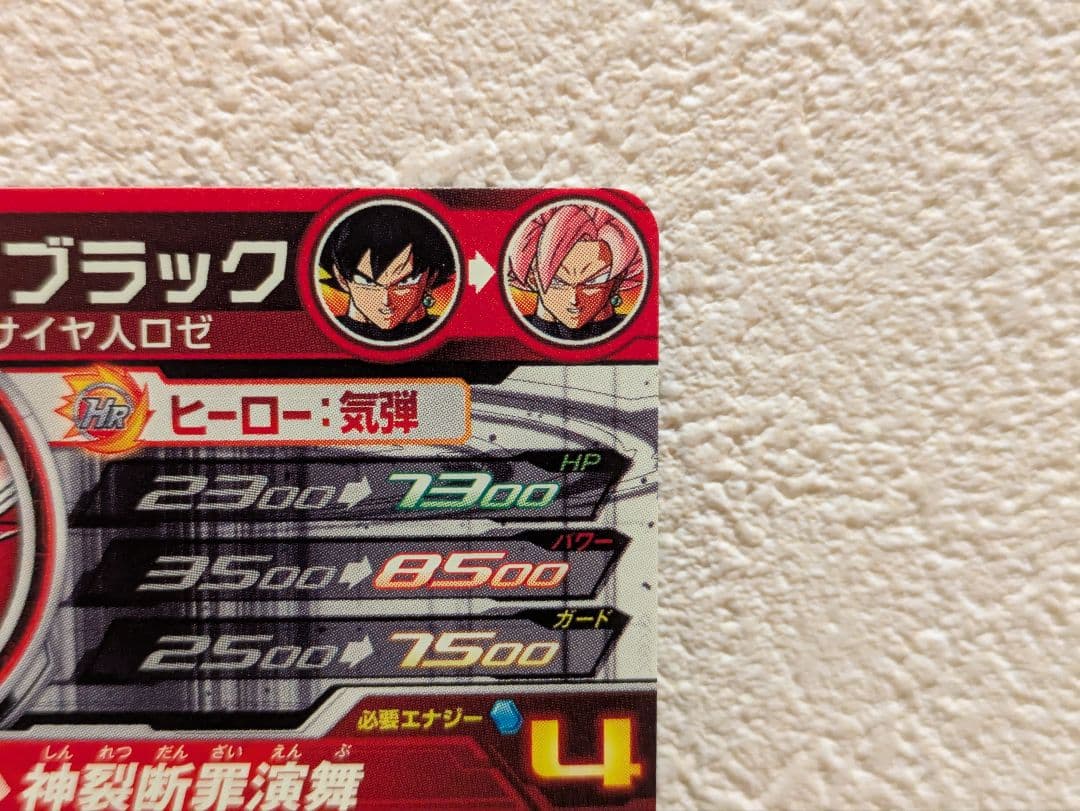 ブラック
サイヤ人ロゼ
HR ヒーロー：気弾
HP
2300 7300
パワー
3500 8500
ガード
2500 7500
必要エナジー 4
しん れつ だん ざい えん ぶ
神裂断罪演舞